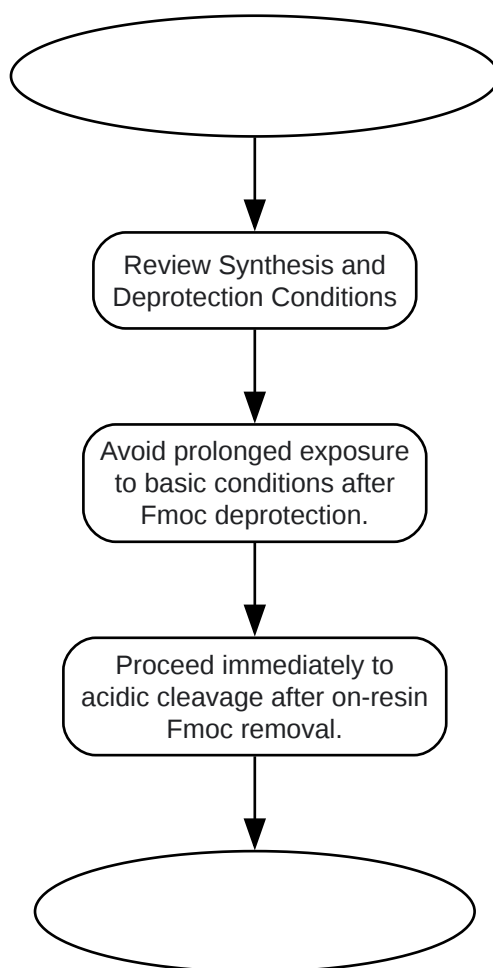 Review Synthesis and
Deprotection Conditions
Avoid prolonged exposure
to basic conditions after
Fmoc deprotection.
Proceed immediately to
acidic cleavage after on-resin
Fmoc removal.